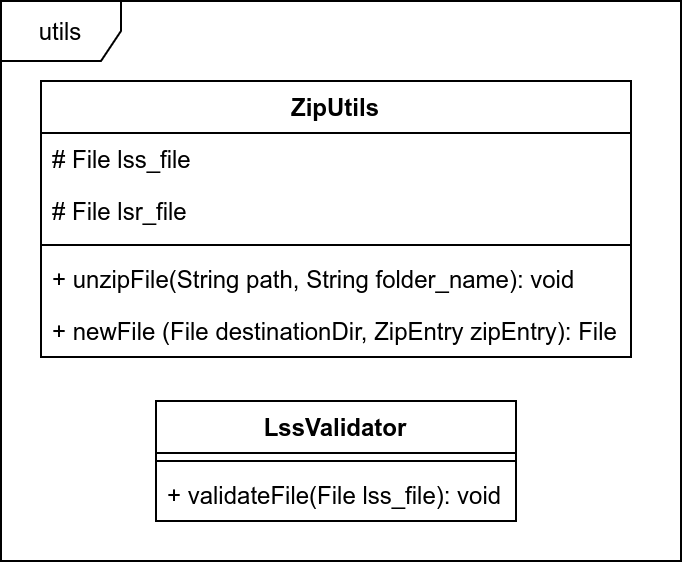 utils
ZipUtils
# File lss_file
# File lsr_file
+ unzipFile(String path, String folder_name): void
+ newFile (File destinationDir, ZipEntry zipEntry): File
LssValidator
+ validateFile(File lss_file): void